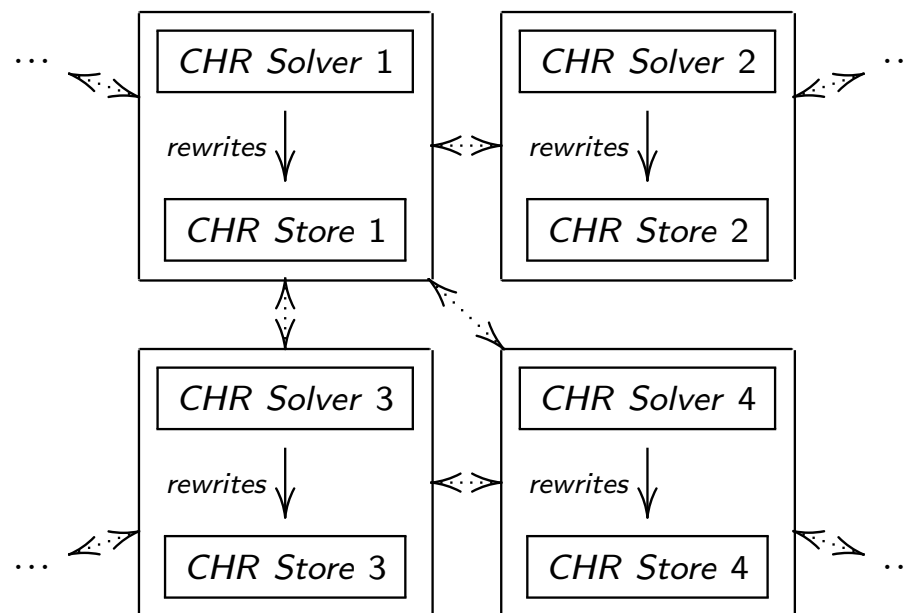 CHR Solver 1
CHR Solver 2
...
..
rewrites
rewrites
CHR Store 1
CHR Store 2
CHR Solver 3
CHR Solver 4
rewrites
rewrites
...
CHR Store 3
CHR Store 4
..